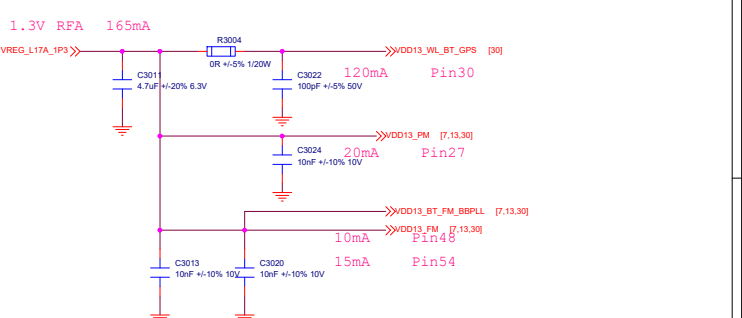 1.3V RFA 165mA
VREG_L17A_1P3
R3004
0R +/-5% 1/20W
VDD13_WL_BT_GPS [30]
C3011
4.7uF +/-20% 6.3V
C3022
100pF +/-5% 50V
120mA Pin30
VDD13_PM [7,13,30]
C3024
10nF +/-10% 10V
20mA Pin27
VDD13_BT_FM_BBPLL [7,13,30]
VDD13_FM [7,13,30]
10mA Pin48
15mA Pin54
C3013
10nF +/-10% 10V
C3020
10nF +/-10% 10V